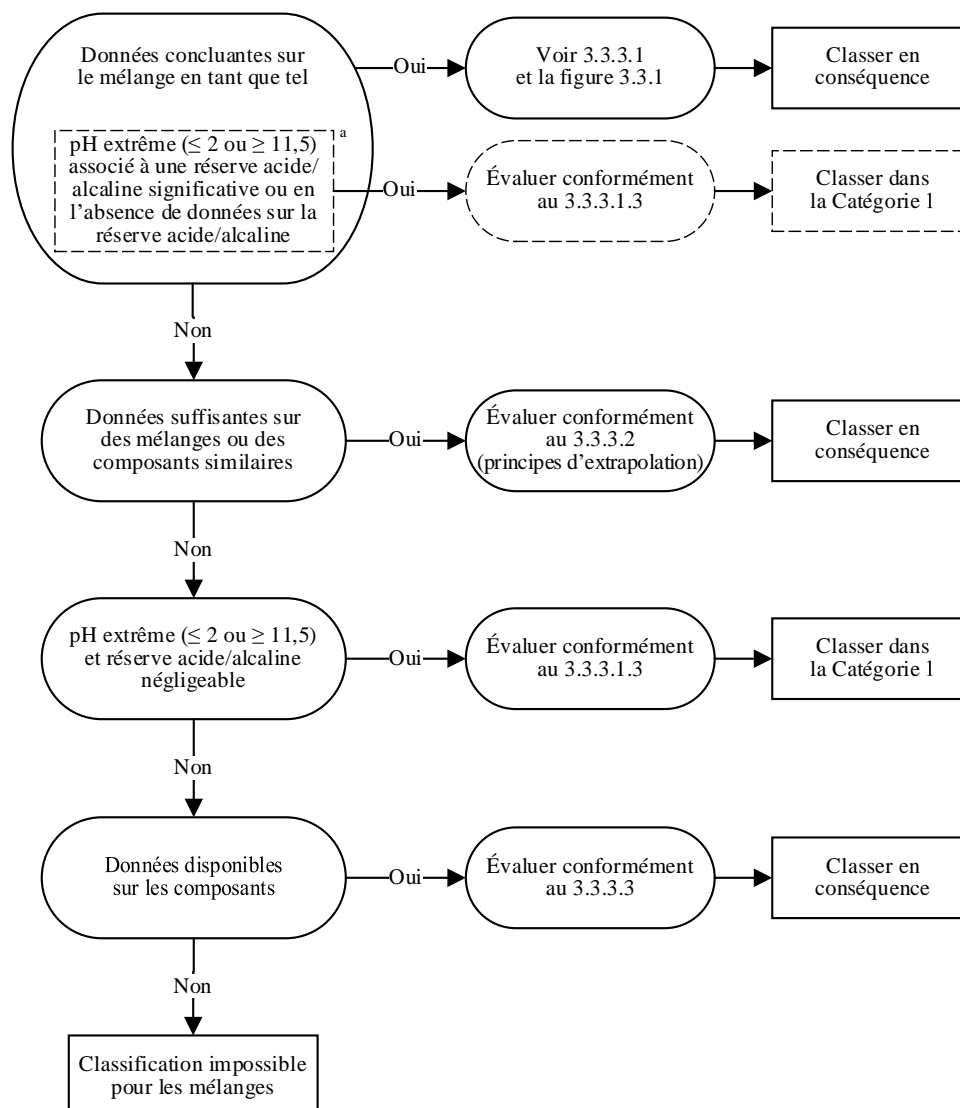 Données concluantes sur
le mélange en tant que tel
Oui
Voir 3.3.3.1
et la figure 3.3.1
Classer en
conséquence
pH extrême (≤ 2 ou ≥ 11,5)
associé à une réserve acide/
alcaline significative ou en
l’absence de données sur la
réserve acide/alcaline
a
Oui
Évaluer conformément
au 3.3.3.1.3
Classer dans
la Catégorie 1
Non
Données suffisantes sur
des mélanges ou des
composants similaires
Oui
Évaluer conformément
au 3.3.3.2
(principes d’extrapolation)
Classer en
conséquence
Non
pH extrême (≤ 2 ou ≥ 11,5)
et réserve acide/alcaline
négligeable
Oui
Évaluer conformément
au 3.3.3.1.3
Classer dans
la Catégorie 1
Non
Données disponibles
sur les composants
Oui
Évaluer conformément
au 3.3.3.3
Classer en
conséquence
Non
Classification impossible
pour les mélanges